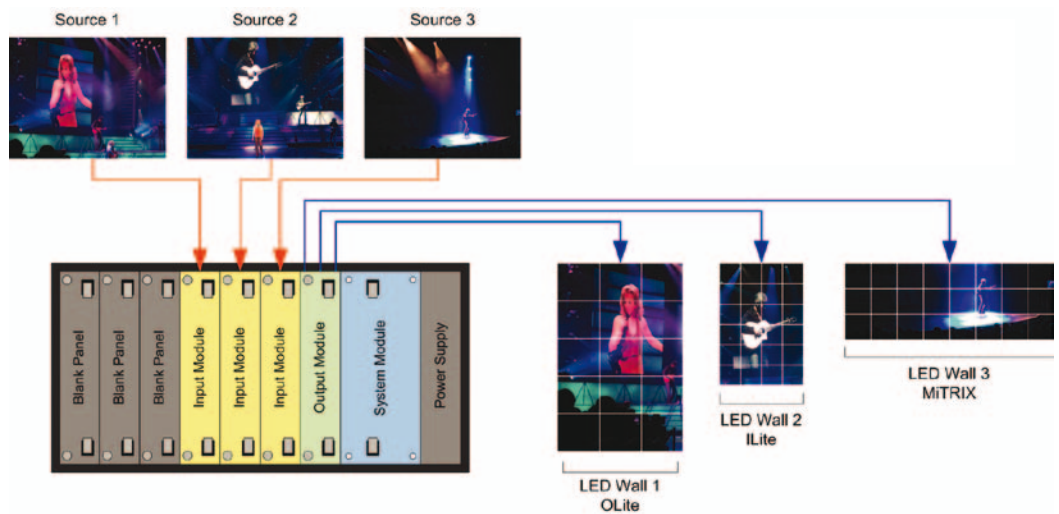 Source 1
Source 2
Source 3
Blank Panel
Blank Panel
Blank Panel
Input Module
Input Module
Input Module
Output Module
System Module
Power Supply
LED Wall 1
OLite
LED Wall 2
ILite
LED Wall 3
MiTRIX